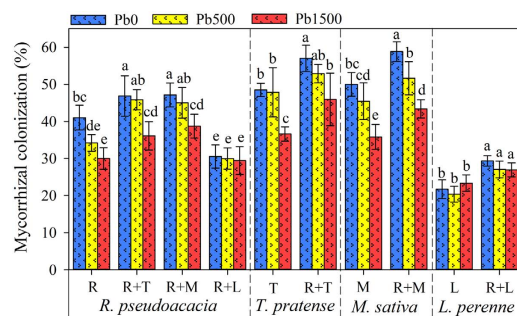 Pb0 Pb500 Pb1500
Mycorrhizal colonization (%)
60
50
40
30
20
10
0
bc de e
a ab cd
a ab cd
e e e
b b c
a ab b
b cd e
a b d
b b b
a a a
R R+T R+M R+L T R+T M R+M L R+L
R. pseudoacacia T. pratense M. sativa L. perenne